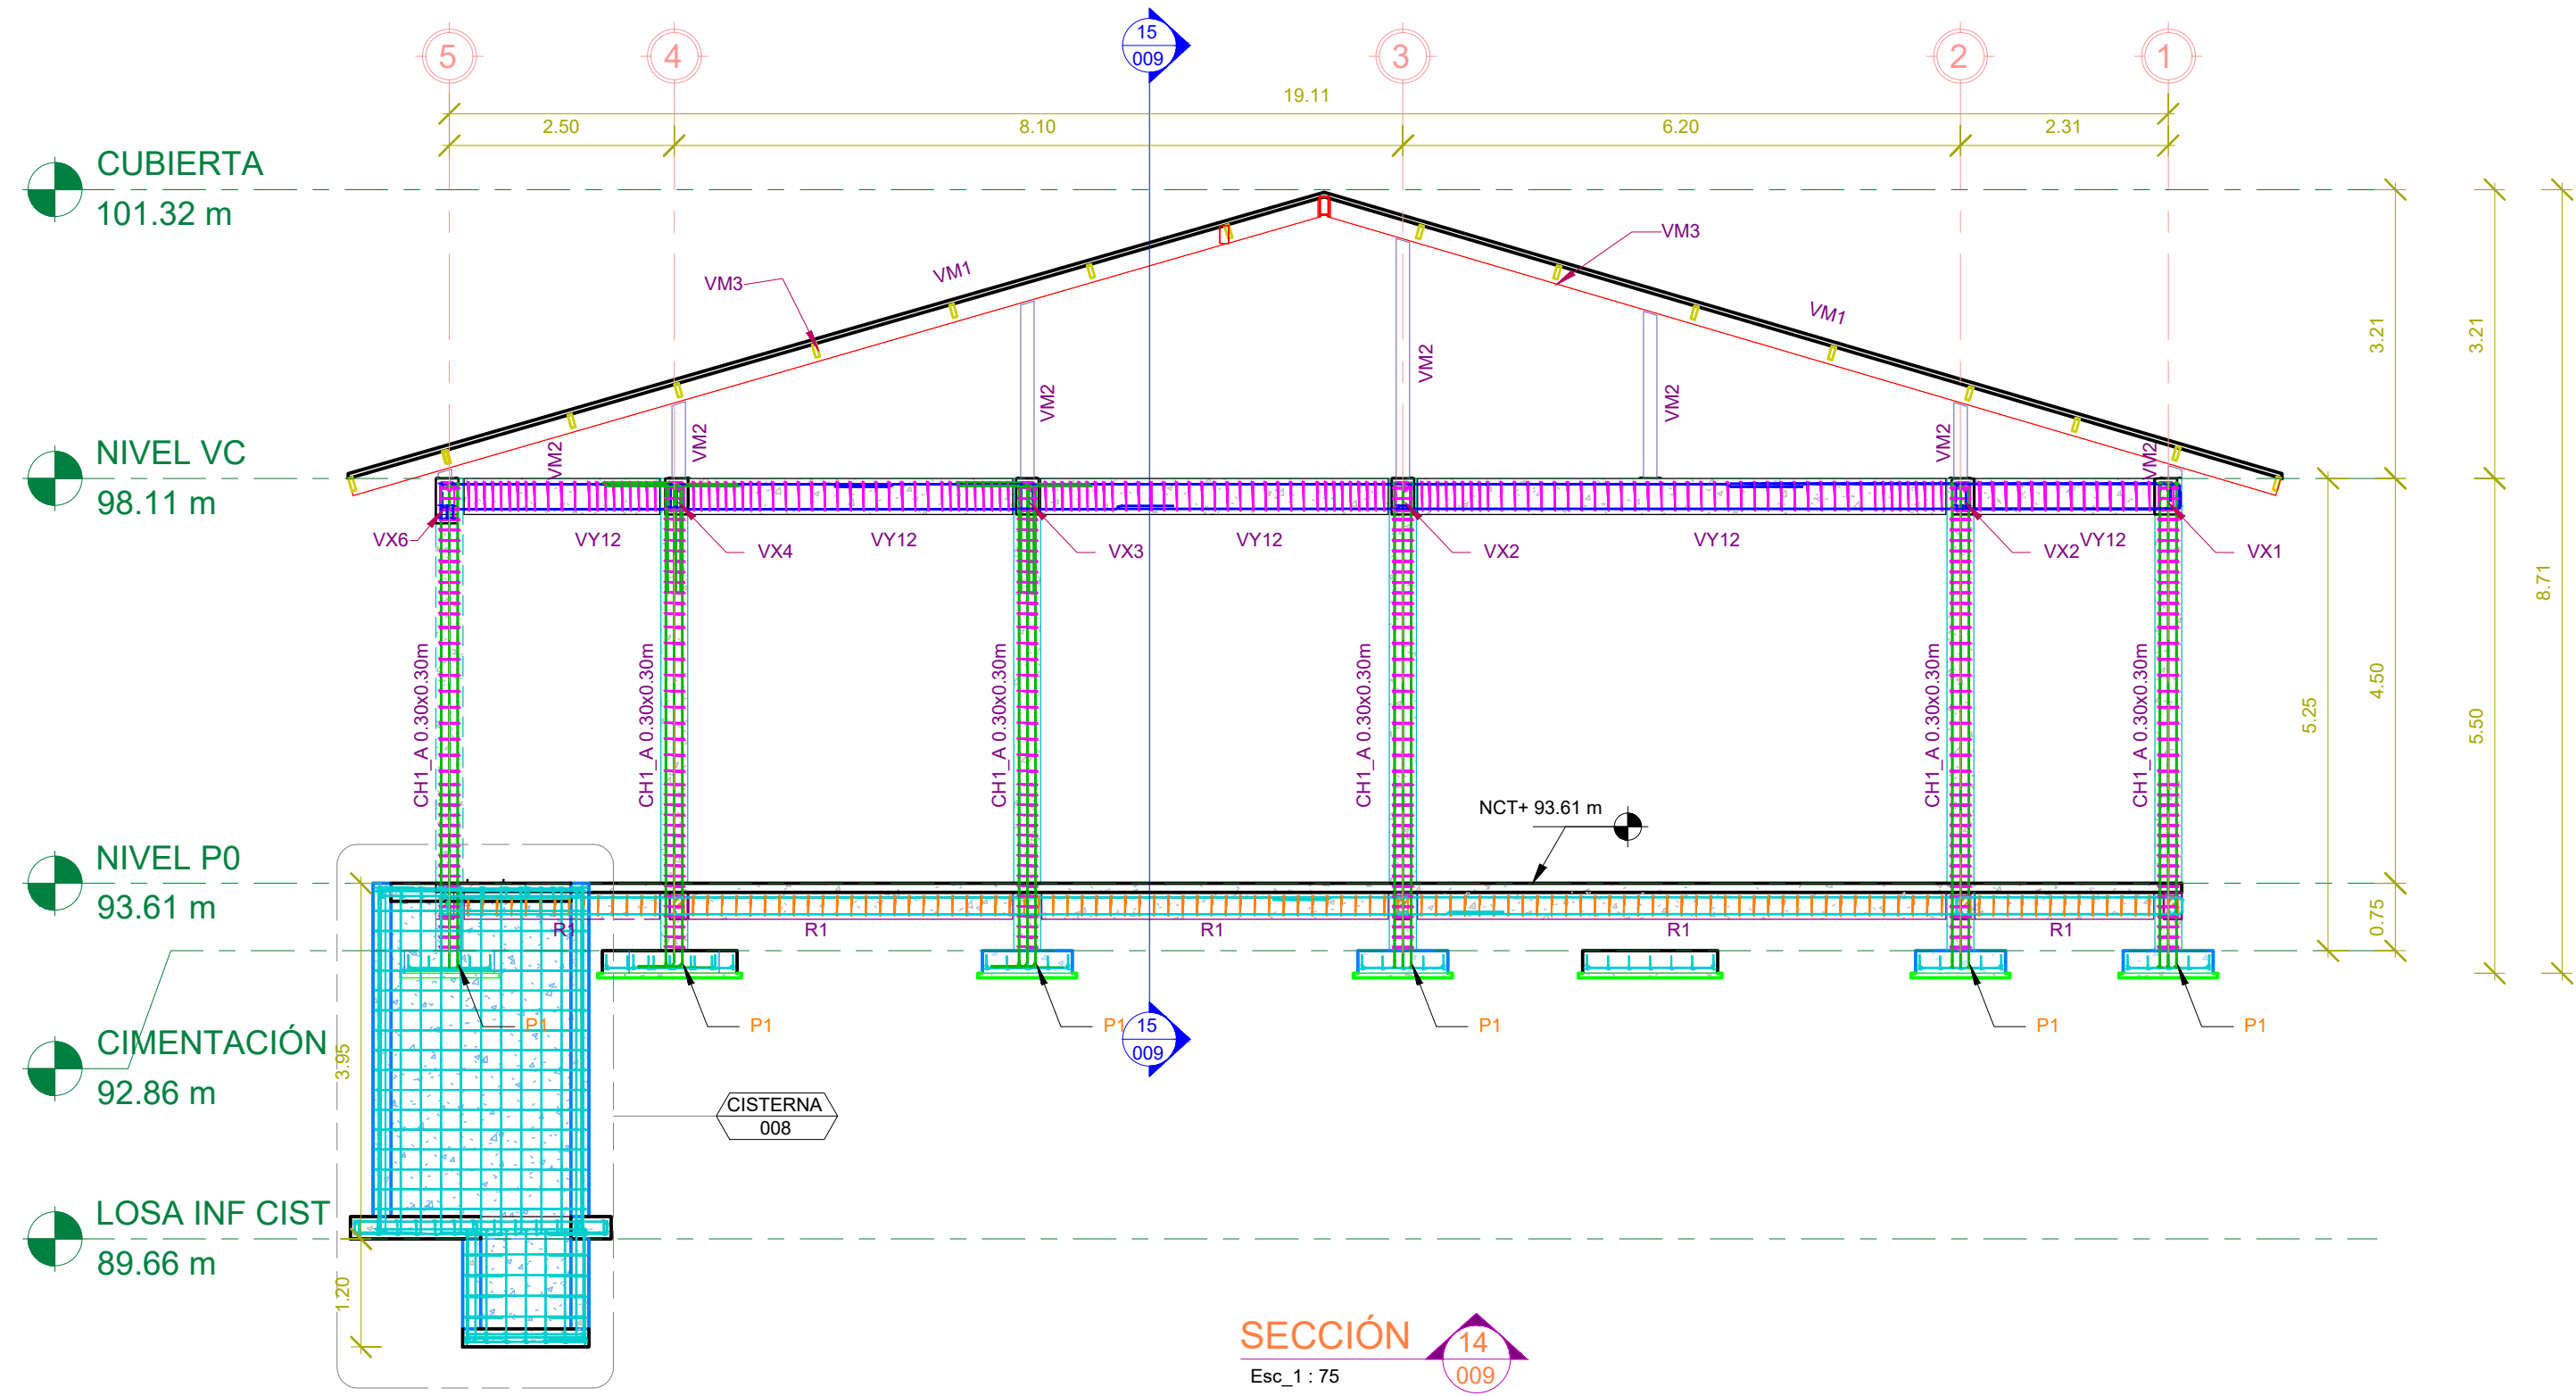 15
009
5
4
3
2
1
19.11
2.50
8.10
6.20
2.31
CUBIERTA
101.32 m
VM3
VM1
VM3
VM1
3.21
3.21
8.71
VM2
VM2
VM2
VM2
VM2
VM2
VM2
NIVEL VC
98.11 m
VX6
VY12
VX4
VY12
VX3
VY12
VX2
VY12
VX2
VY12
VX1
CH1_A 0.30x0.30m
CH1_A 0.30x0.30m
CH1_A 0.30x0.30m
CH1_A 0.30x0.30m
CH1_A 0.30x0.30m
CH1_A 0.30x0.30m
5.25
4.50
5.50
NCT+ 93.61 m
NIVEL P0
93.61 m
R1
R1
R1
R1
R1
0.75
P1
P1
P1
P1
P1
P1
15
009
CIMENTACIÓN
92.86 m
3.95
CISTERNA
008
LOSA INF CIST
89.66 m
1.20
SECCIÓN
Esc_1 : 75
14
009